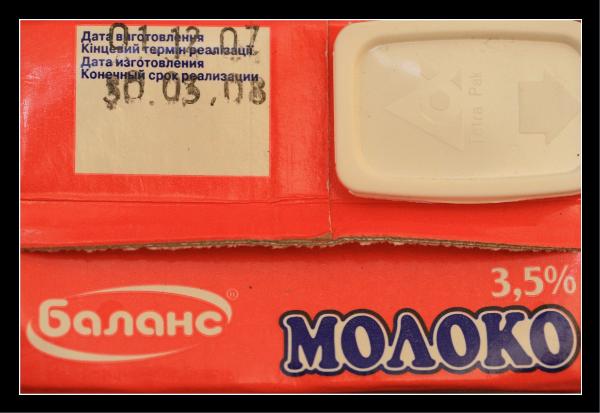 01.12.07
Дата виготовлення
Кінцевий термін реалізації
Дата изготовления
Конечный срок реализации
30.03.08
Tetra Pak
3,5%
баланс®
МОЛОКО